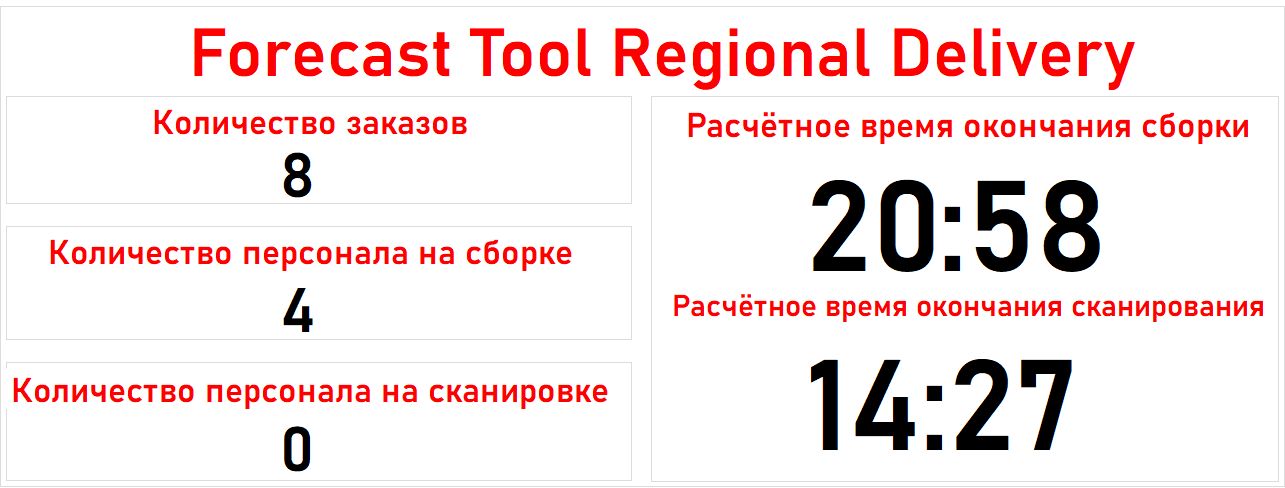 Forecast Tool Regional Delivery
Количество заказов
8
Количество персонала на сборке
4
Количество персонала на сканировке
0
Расчётное время окончания сборки
20:58
Расчётное время окончания сканирования
14:27